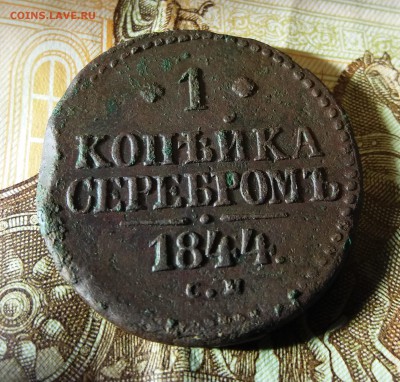 COINS.LAVE.RU
1
КОПѢЙКА
СЕРЕБРОМЪ
1844.
С.М